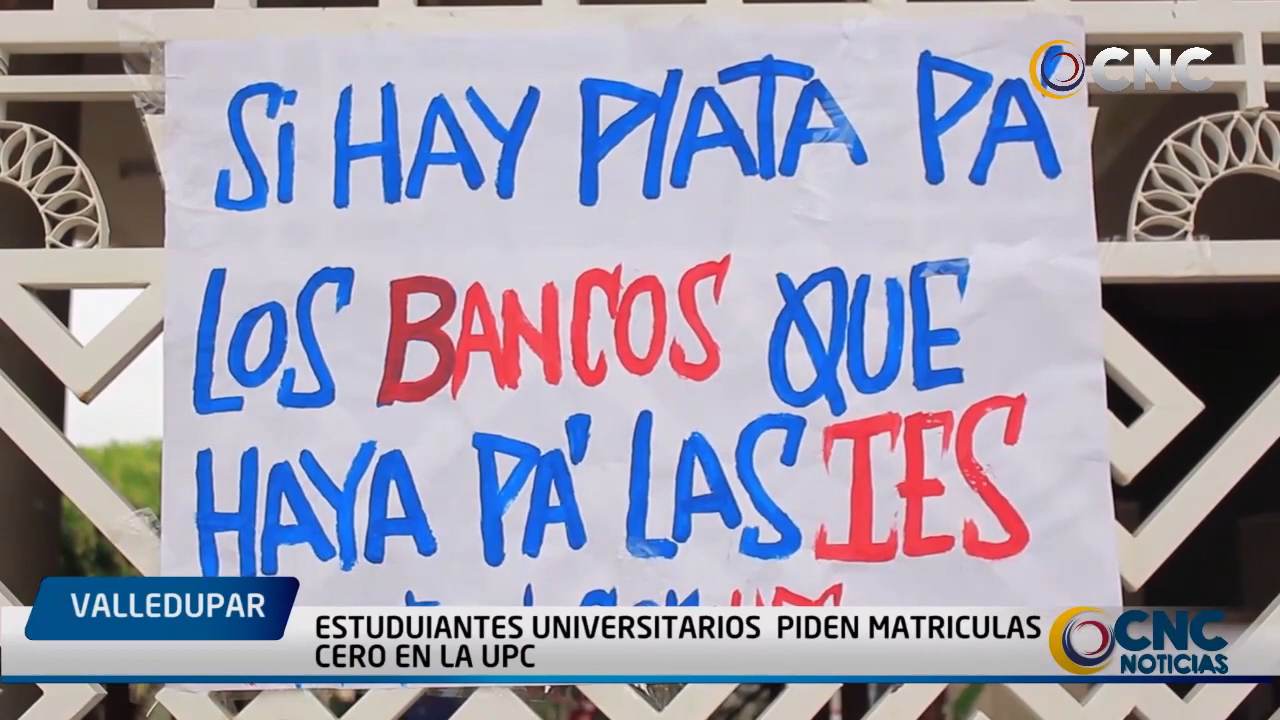 SI HAY PLATA PA'
CNC
LOS BANCOS QUE
HAYA PA' LAS IES
VALLEDUPAR
ESTUDUIANTES UNIVERSITARIOS PIDEN MATRICULAS
CERO EN LA UPC
CNC
NOTICIAS